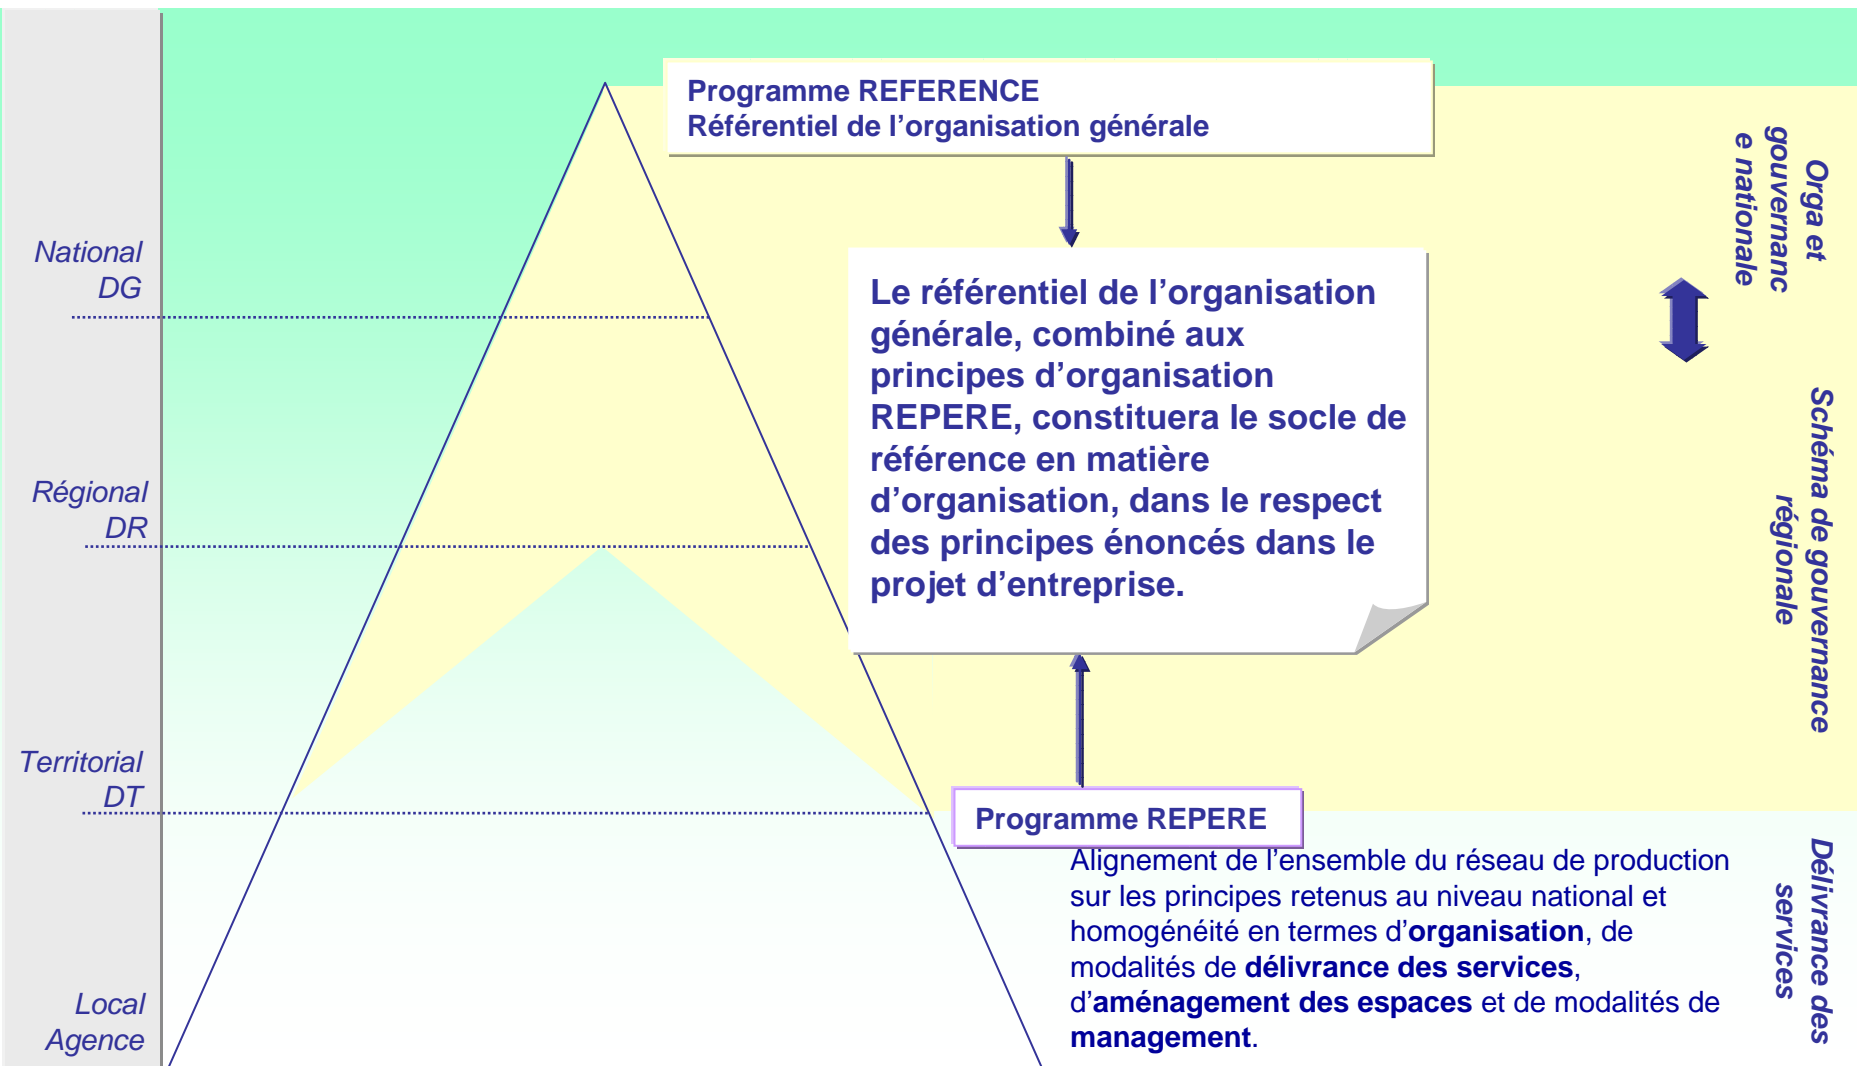 Programme REFERENCE
Référentiel de l’organisation générale
Orga et
gouvernanc
e nationale
National
DG
Le référentiel de l’organisation
générale, combiné aux
principes d’organisation
REPERE, constituera le socle de
référence en matière
d’organisation, dans le respect
des principes énoncés dans le
projet d’entreprise.
Régional
DR
Schéma de gouvernance
régionale
Territorial
DT
Programme REPERE
Alignement de l’ensemble du réseau de production
sur les principes retenus au niveau national et
homogénéité en termes d’organisation, de
modalités de délivrance des services,
d’aménagement des espaces et de modalités de
management.
Délivrance des
services
Local
Agence